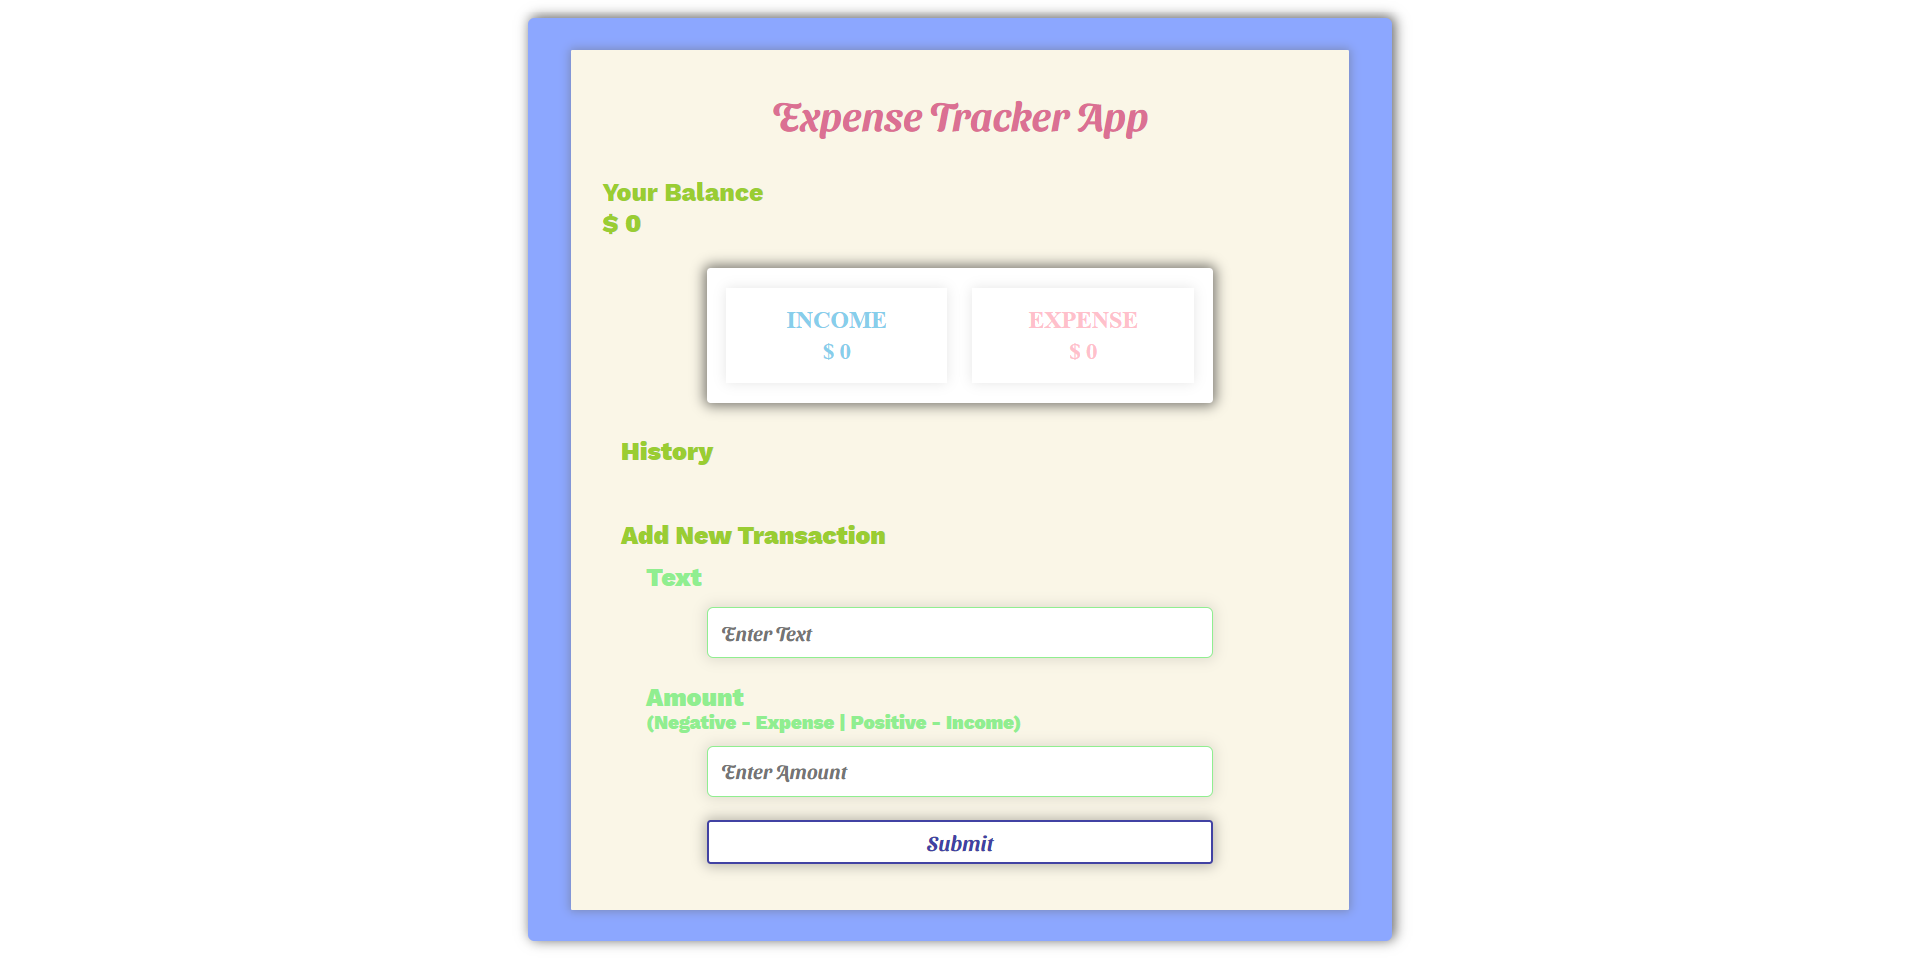 Expense Tracker App
Your Balance
$ 0
INCOME
$ 0
EXPENSE
$ 0
History
Add New Transaction
Text
Enter Text
Amount
(Negative - Expense | Positive - Income)
Enter Amount
Submit